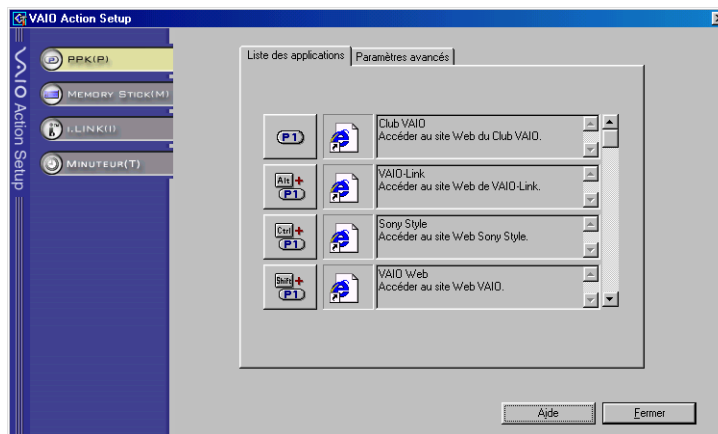 VAIO Action Setup
VAIO Action Setup
PPK(P)
MEMORY STICK(M)
i.LINK(I)
MINUTEUR(T)
Liste des applications
Paramètres avancés
P1
Club VAIO
Accéder au site Web du Club VAIO.
Alt + P1
VAIO-Link
Accéder au site Web de VAIO-Link.
Ctrl + P1
Sony Style
Accéder au site Web Sony Style.
Shift + P1
VAIO Web
Accéder au site Web VAIO.
Aide
Fermer